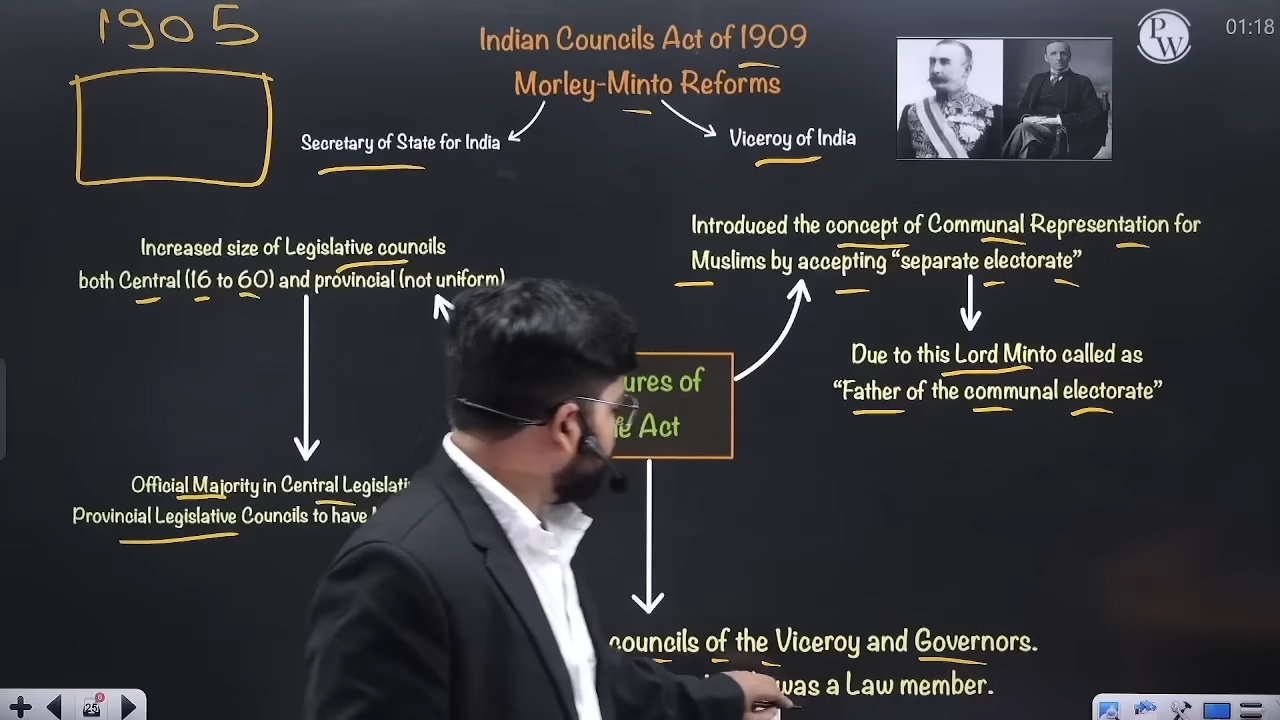 1905
Indian Councils Act of 1909
Morley-Minto Reforms
PW
01:18
Secretary of State for India
Viceroy of India
Increased size of Legislative councils
both Central (16 to 60) and provincial (not uniform)
Introduced the concept of Communal Representation for
Muslims by accepting “separate electorate”
Due to this Lord Minto called as
“Father of the communal electorate”
of
Act
Official Majority in Central
Provincial Legislative Councils to have
councils of the Viceroy and Governors.
was a Law member.
25